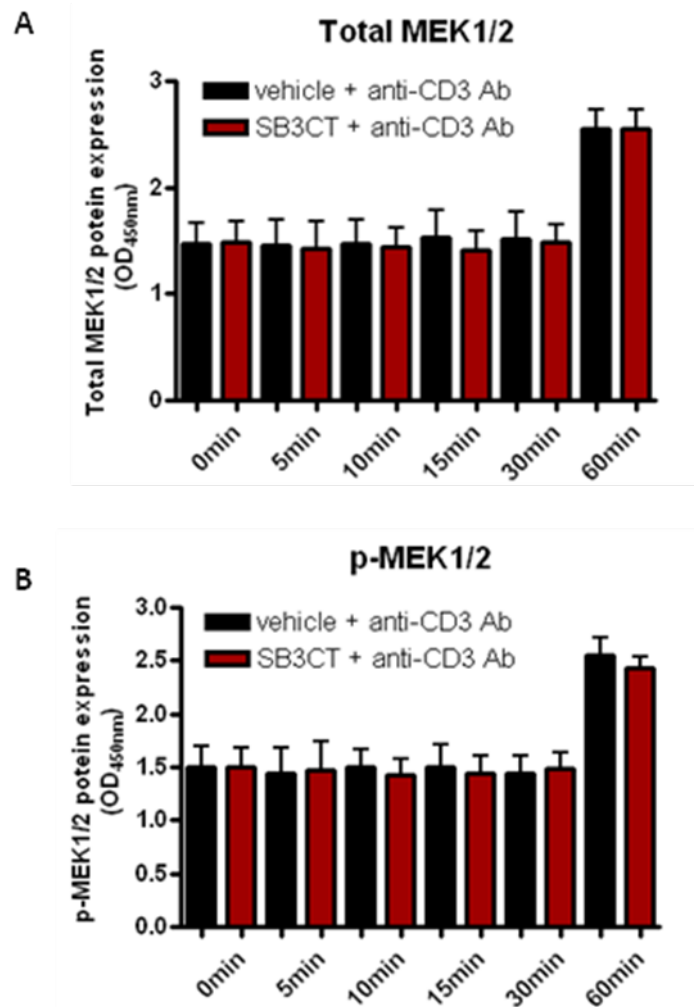 A
Total MEK1/2
Total MEK1/2 potein expression
(OD450nm)
3
2
1
0
vehicle + anti-CD3 Ab
SB3CT + anti-CD3 Ab
0min
5min
10min
15min
30min
60min
B
p-MEK1/2
p-MEK1/2 potein expression
(OD450nm)
3.0
2.5
2.0
1.5
1.0
0.5
0.0
vehicle + anti-CD3 Ab
SB3CT + anti-CD3 Ab
0min
5min
10min
15min
30min
60min